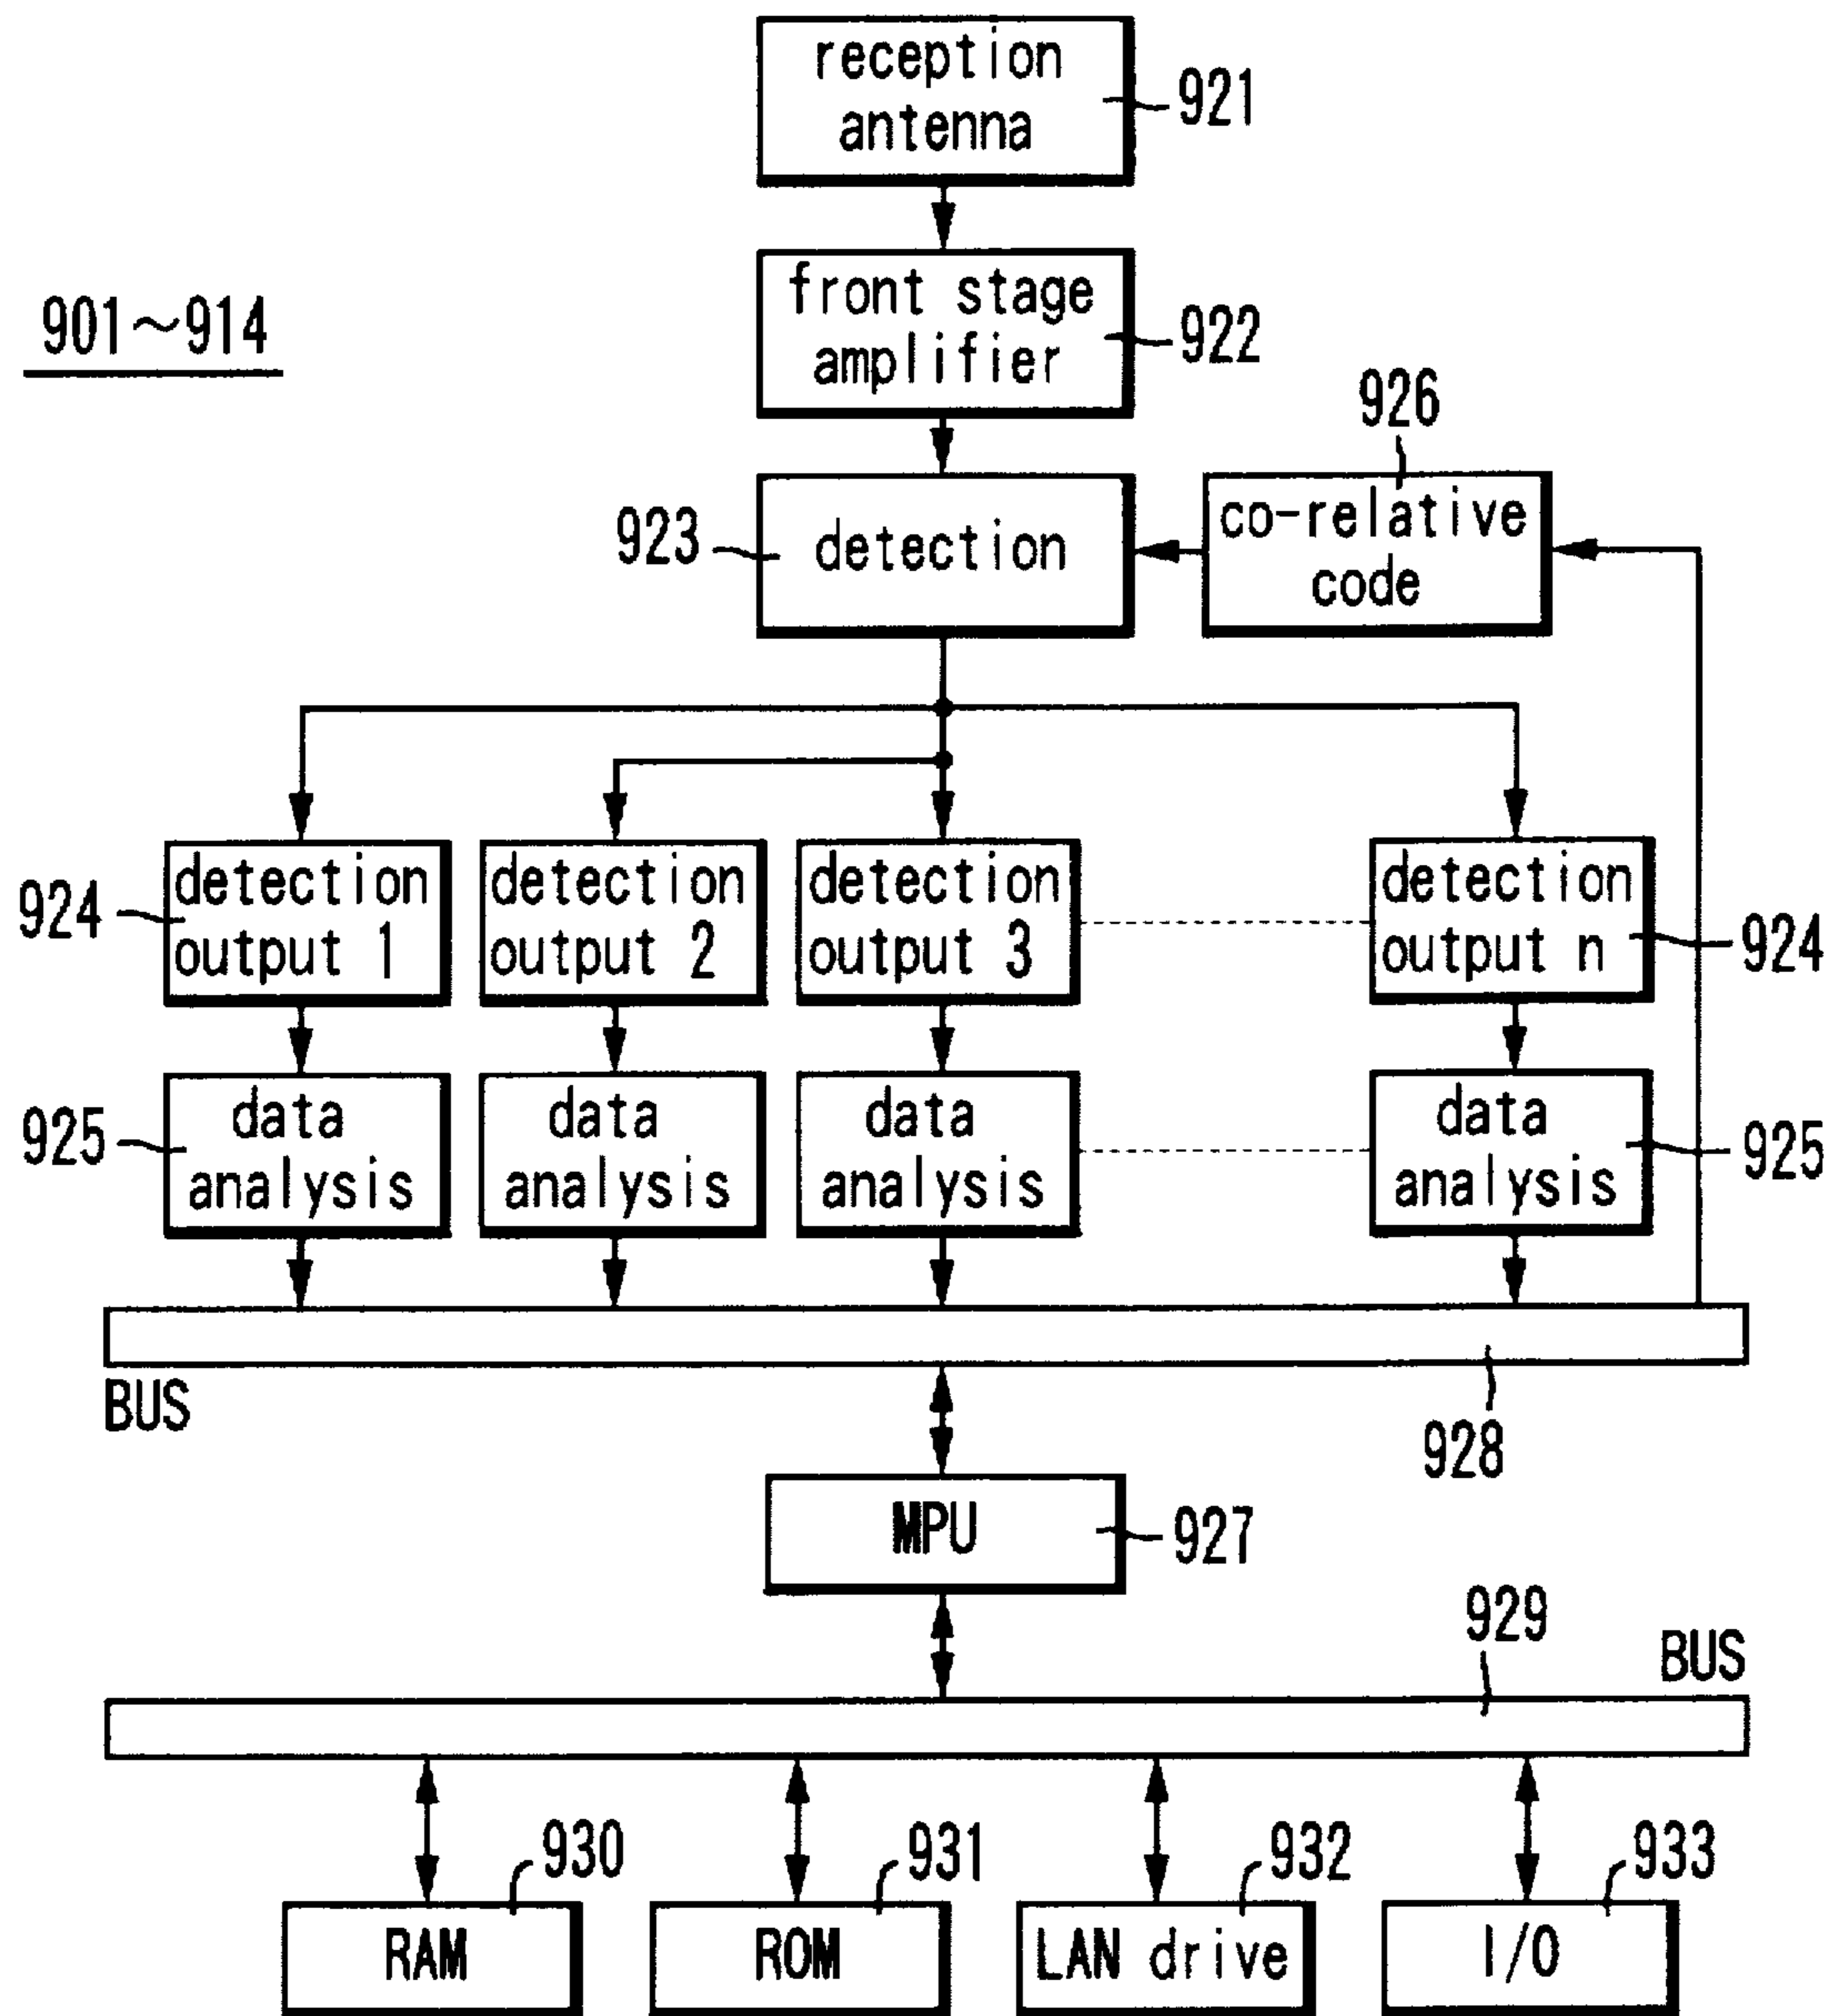 reception
antenna
921
901~914
front stage
amplifier
922
926
923
detection
co-relative
code
924
detection
output 1
detection
output 2
detection
output 3
detection
output n
924
925
data
analysis
data
analysis
data
analysis
data
analysis
925
BUS
928
MPU
927
929
BUS
930
931
932
933
RAM
ROM
LAN drive
I/O